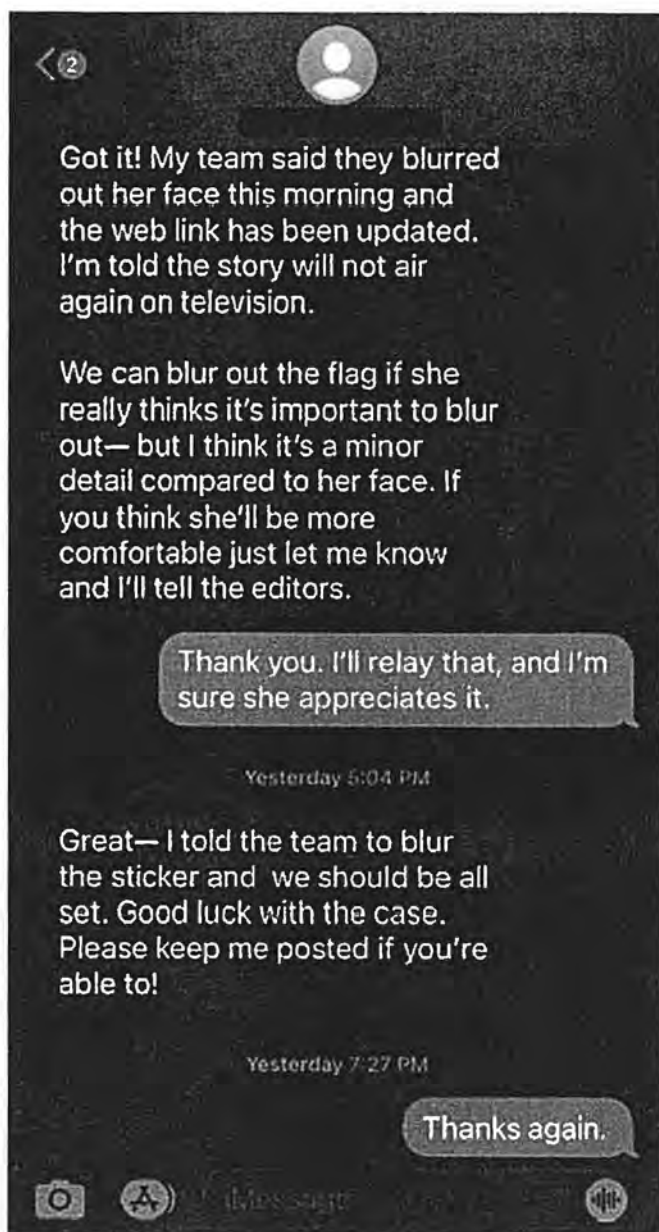 2
Got it! My team said they blurred
out her face this morning and
the web link has been updated.
I'm told the story will not air
again on television.
We can blur out the flag if she
really thinks it's important to blur
out— but I think it's a minor
detail compared to her face. If
you think she'll be more
comfortable just let me know
and I'll tell the editors.
Thank you. I'll relay that, and I'm
sure she appreciates it.
Yesterday 5:04 PM
Great— I told the team to blur
the sticker and  we should be all
set. Good luck with the case.
Please keep me posted if you're
able to!
Yesterday 7:27 PM
Thanks again.
iMessage